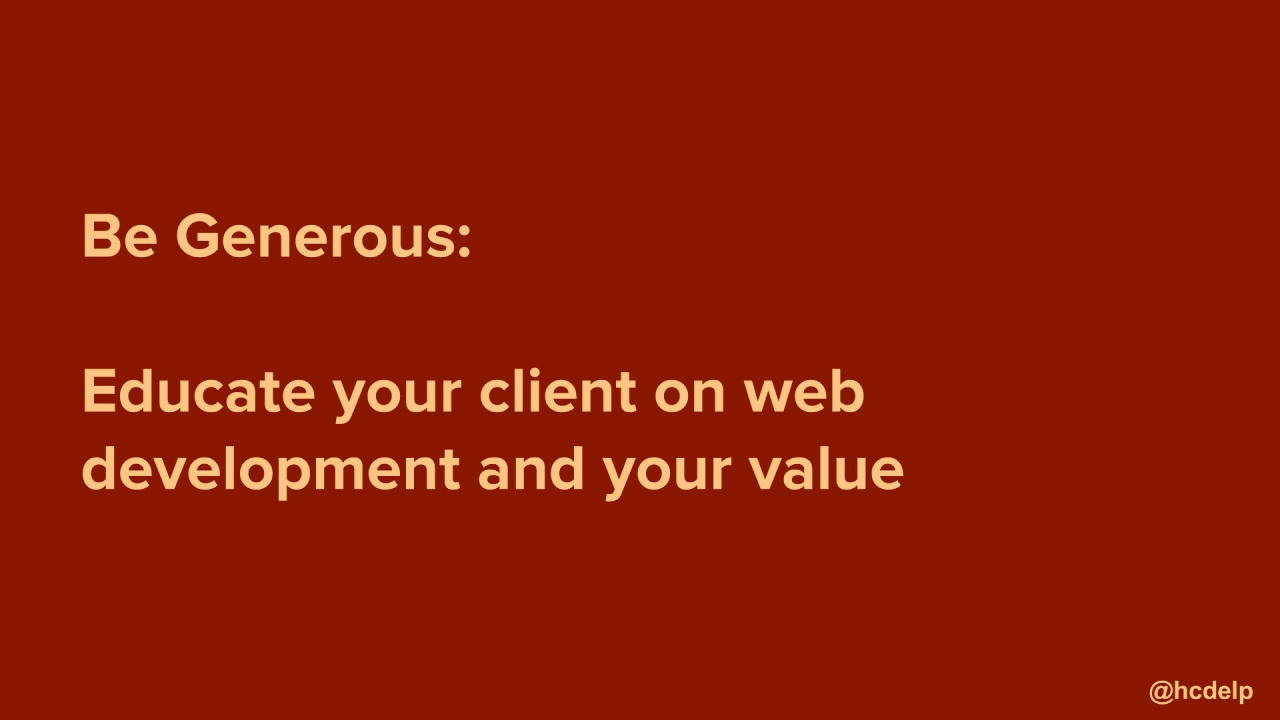 Be Generous:
Educate your client on web
development and your value
@hcdelp